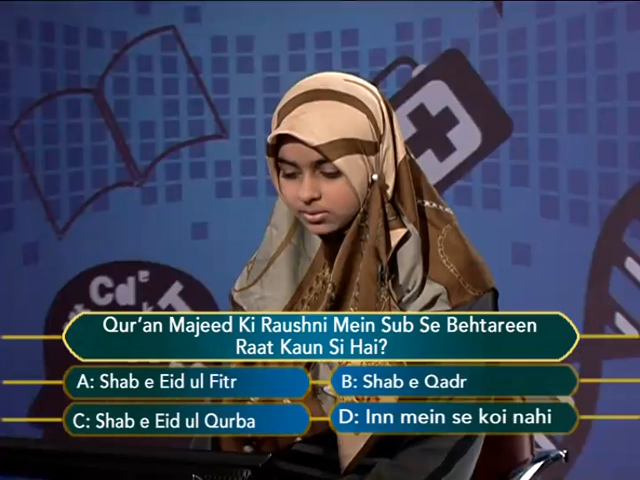 Cd
e
T
Qur'an Majeed Ki Raushni Mein Sub Se Behtareen
Raat Kaun Si Hai?
A: Shab e Eid ul Fitr
B: Shab e Qadr
C: Shab e Eid ul Qurba
D: Inn mein se koi nahi